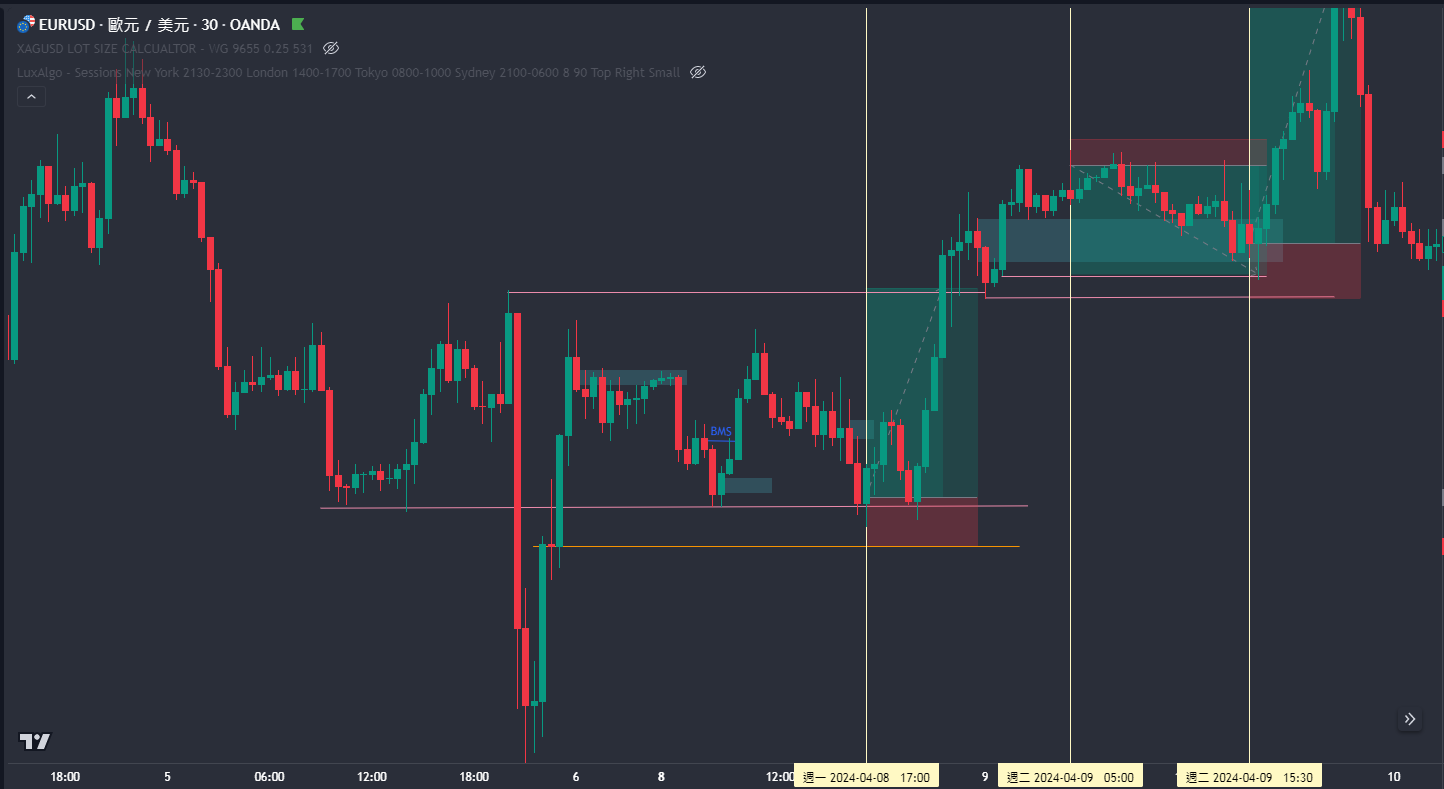 EURUSD · 歐元 / 美元 · 30 · OANDA
XAGUSD LOT SIZE CALCUALTOR - WG 9655 0.25 531
LuxAlgo - Sessions New York 2130-2300 London 1400-1700 Tokyo 0800-1000 Sydney 2100-0600 8 90 Top Right Small
BMS
18:00 5 06:00 12:00 18:00 6 8 12:00 週一 2024-04-08 17:00 9 週二 2024-04-09 05:00 週二 2024-04-09 15:30 10